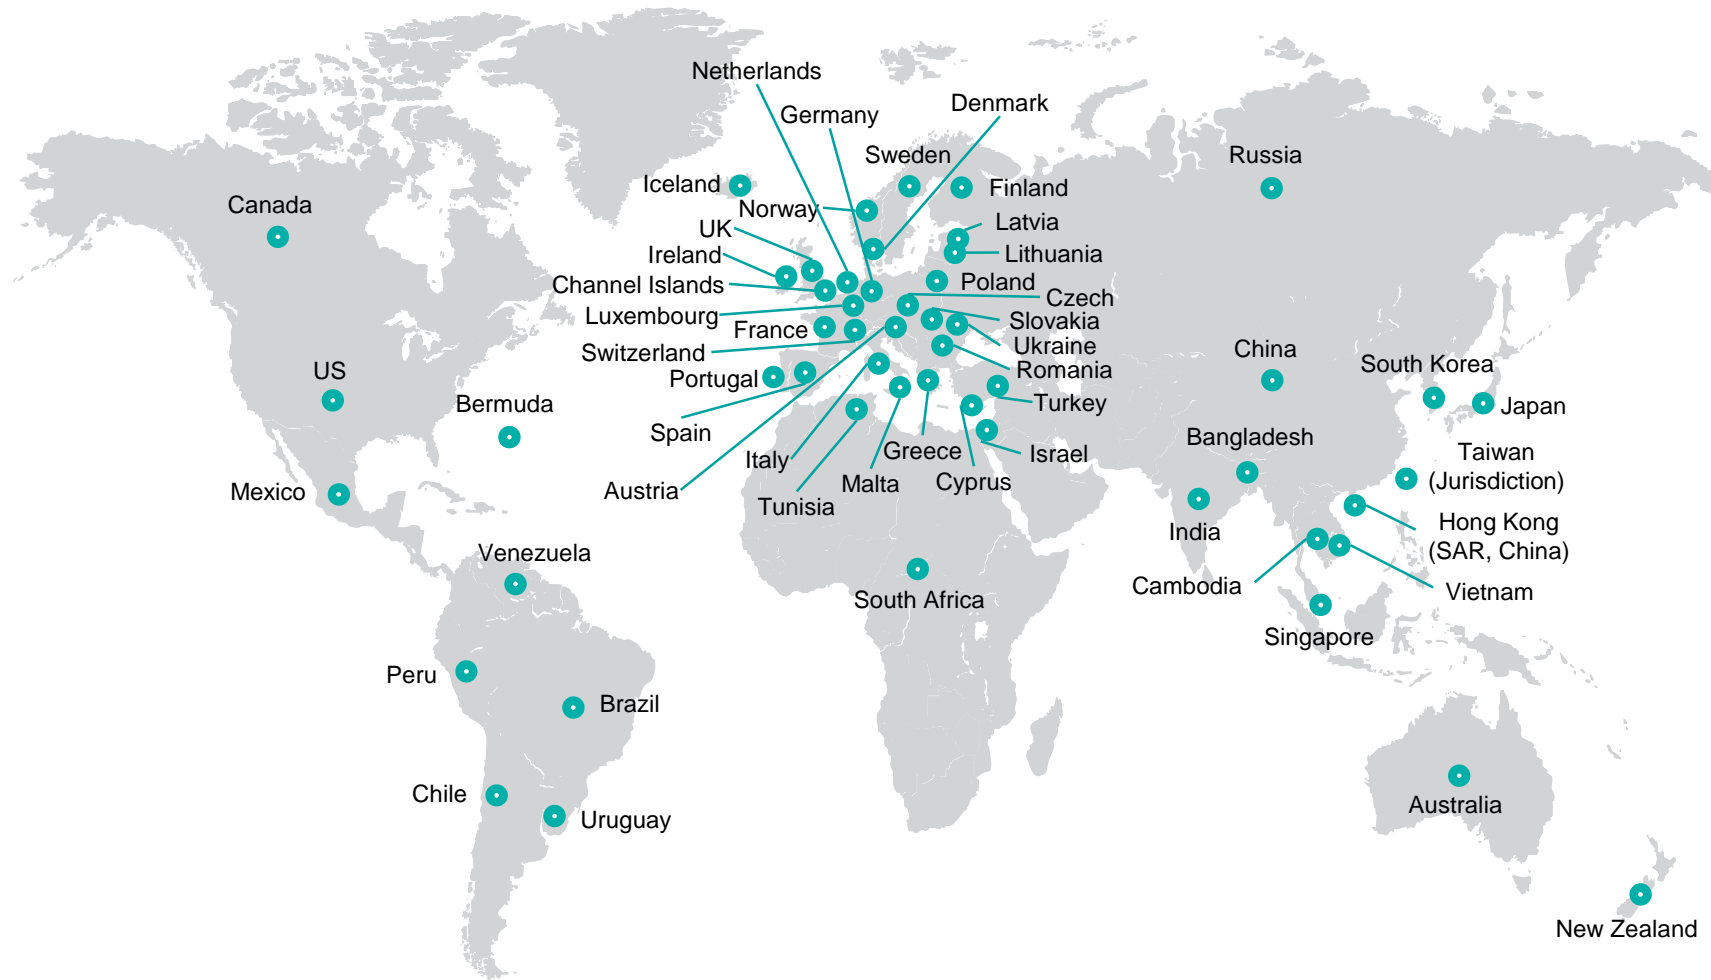 Netherlands
Germany
Denmark
Sweden
Russia
Iceland
Finland
Canada
Norway
Latvia
UK
Ireland
Lithuania
Channel Islands
Poland
Czech
Luxembourg
Slovakia
France
Ukraine
Switzerland
China
South Korea
US
Portugal
Romania
Bermuda
Turkey
Japan
Spain
Bangladesh
Greece
Israel
Taiwan
(Jurisdiction)
Italy
Malta
Cyprus
Austria
Mexico
Tunisia
India
Hong Kong
(SAR, China)
Venezuela
Cambodia
Vietnam
South Africa
Singapore
Peru
Brazil
Chile
Australia
Uruguay
New Zealand